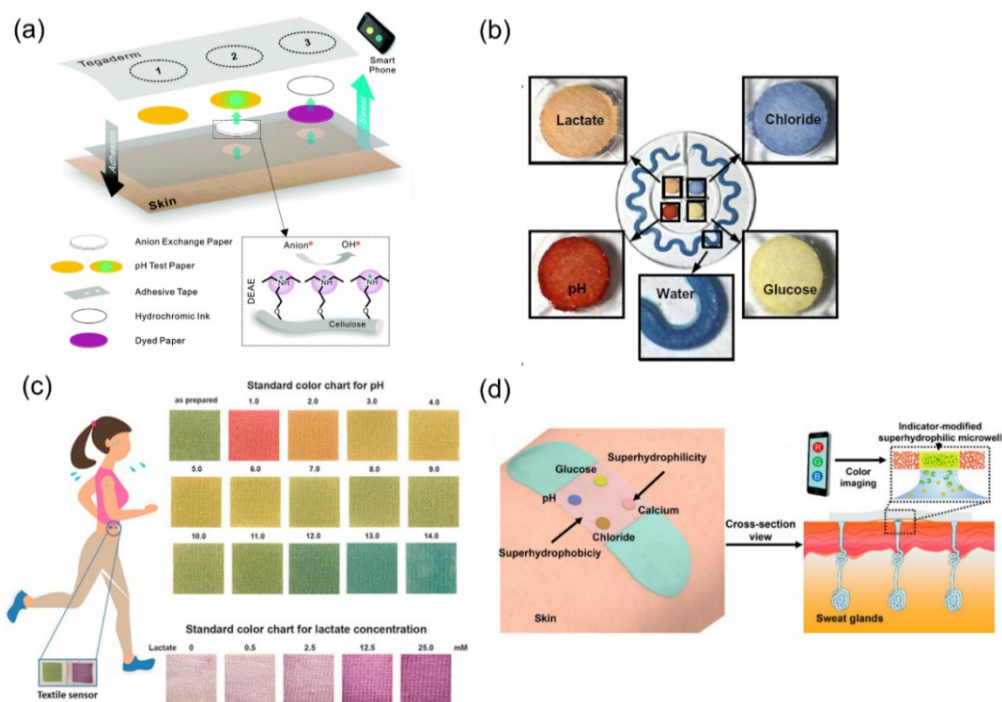 (a)
Tegaderm
1
2
3
Smart
Phone
Adhesion
Sweat
Skin
Anion Exchange Paper
pH Test Paper
Adhesive Tape
Hydrochromic Ink
Dyed Paper
Anion
OH
DEAE
NH
NH
NH
O
O
O
Cellulose
(b)
Lactate
Chloride
pH
Glucose
Water
(c)
Standard color chart for pH
as prepared 1.0 2.0 3.0 4.0
5.0 6.0 7.0 8.0 9.0
10.0 11.0 12.0 13.0 14.0
Standard color chart for lactate concentration
Lactate 0 0.5 2.5 12.5 25.0 mM
Textile sensor
(d)
Glucose
Superhydrophilicity
pH
Calcium
Chloride
Superhydrophobiciy
Skin
Cross-section
view
R
G
B
Color
imaging
Indicator-modified
superhydrophilic microwell
Sweat glands